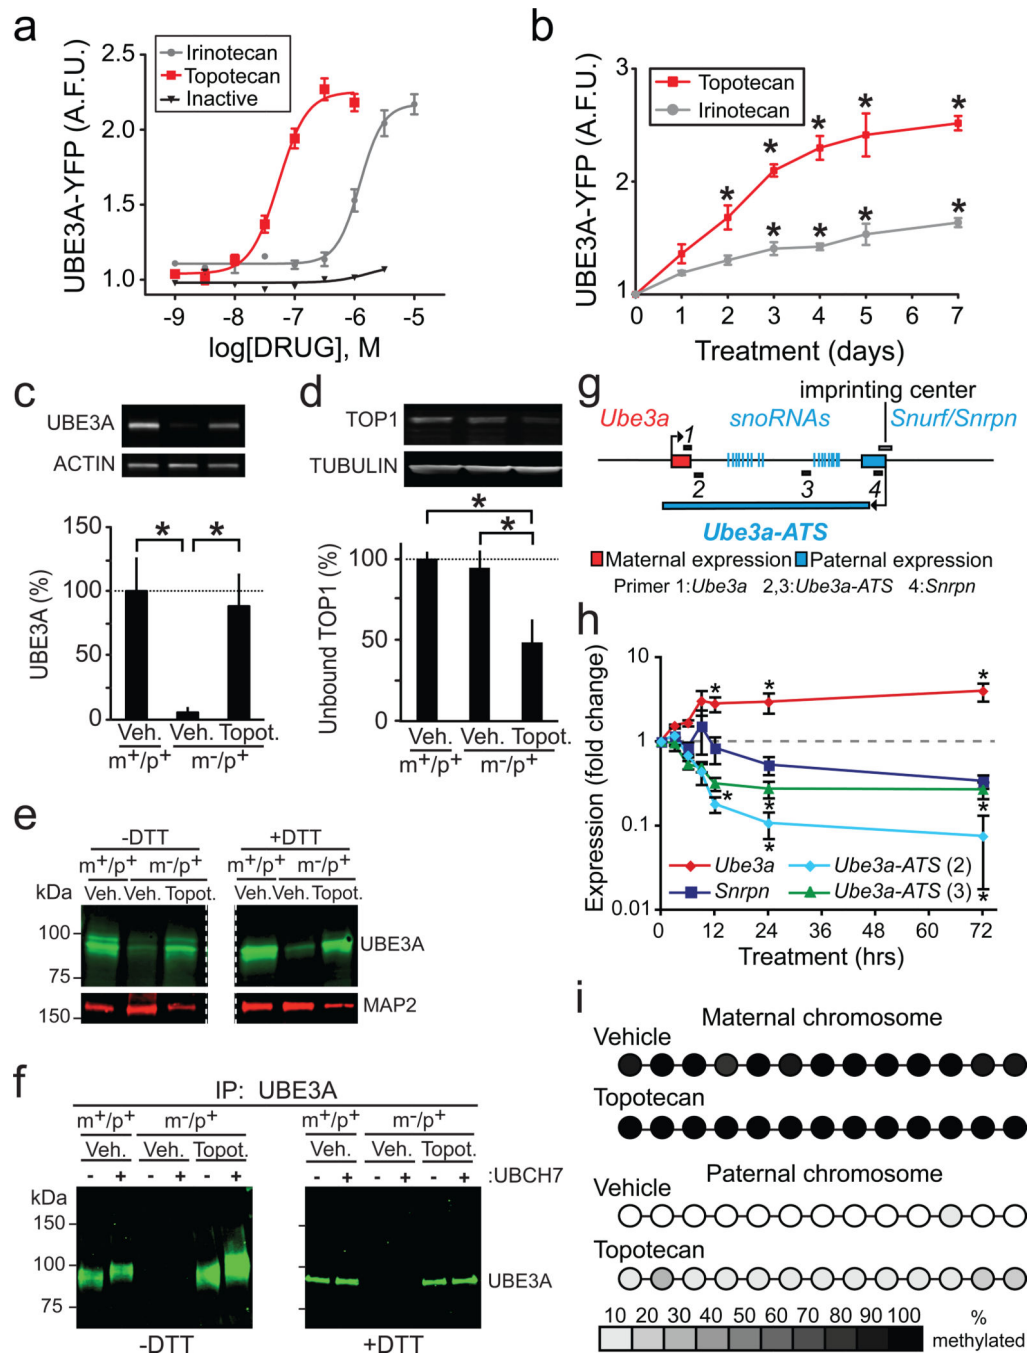 a
UBE3A-YFP (A.F.U.)
2.5
2.0
1.5
1.0
Irinotecan
Topotecan
Inactive
-9 -8 -7 -6 -5
log[DRUG], M
b
UBE3A-YFP (A.F.U.)
3
2
1
Topotecan
Irinotecan
* * * * *
* * * *
0 1 2 3 4 5 6 7
Treatment (days)
c
UBE3A
ACTIN
UBE3A (%)
150
100
50
0
* *
Veh. Veh. Topot.
m+/p+ m-/p+
d
TOP1
TUBULIN
Unbound TOP1 (%)
100
50
0
*
*
Veh. Veh. Topot.
m+/p+ m-/p+
g
imprinting center
Ube3a snoRNAs Snurf/Snrpn
1
2 3 4
Ube3a-ATS
Maternal expression Paternal expression
Primer 1:Ube3a 2,3:Ube3a-ATS 4:Snrpn
h
Expression (fold change)
10
1
0.1
0.01
* * *
* * *
* *
Ube3a Ube3a-ATS (2)
Snrpn Ube3a-ATS (3)
0 12 24 36 48 60 72
Treatment (hrs)
e
-DTT +DTT
m+/p+ m-/p+ m+/p+ m-/p+
kDa Veh. Veh. Topot. Veh. Veh. Topot.
100
75
UBE3A
150
MAP2
f
IP: UBE3A
m+/p+ m-/p+ m+/p+ m-/p+
Veh. Veh. Topot. Veh. Veh. Topot.
- + - + - + - + - + - + :UBCH7
kDa
150
100
75
UBE3A
-DTT +DTT
i
Maternal chromosome
Vehicle
Topotecan
Paternal chromosome
Vehicle
Topotecan
10 20 30 40 50 60 70 80 90 100 %
methylated